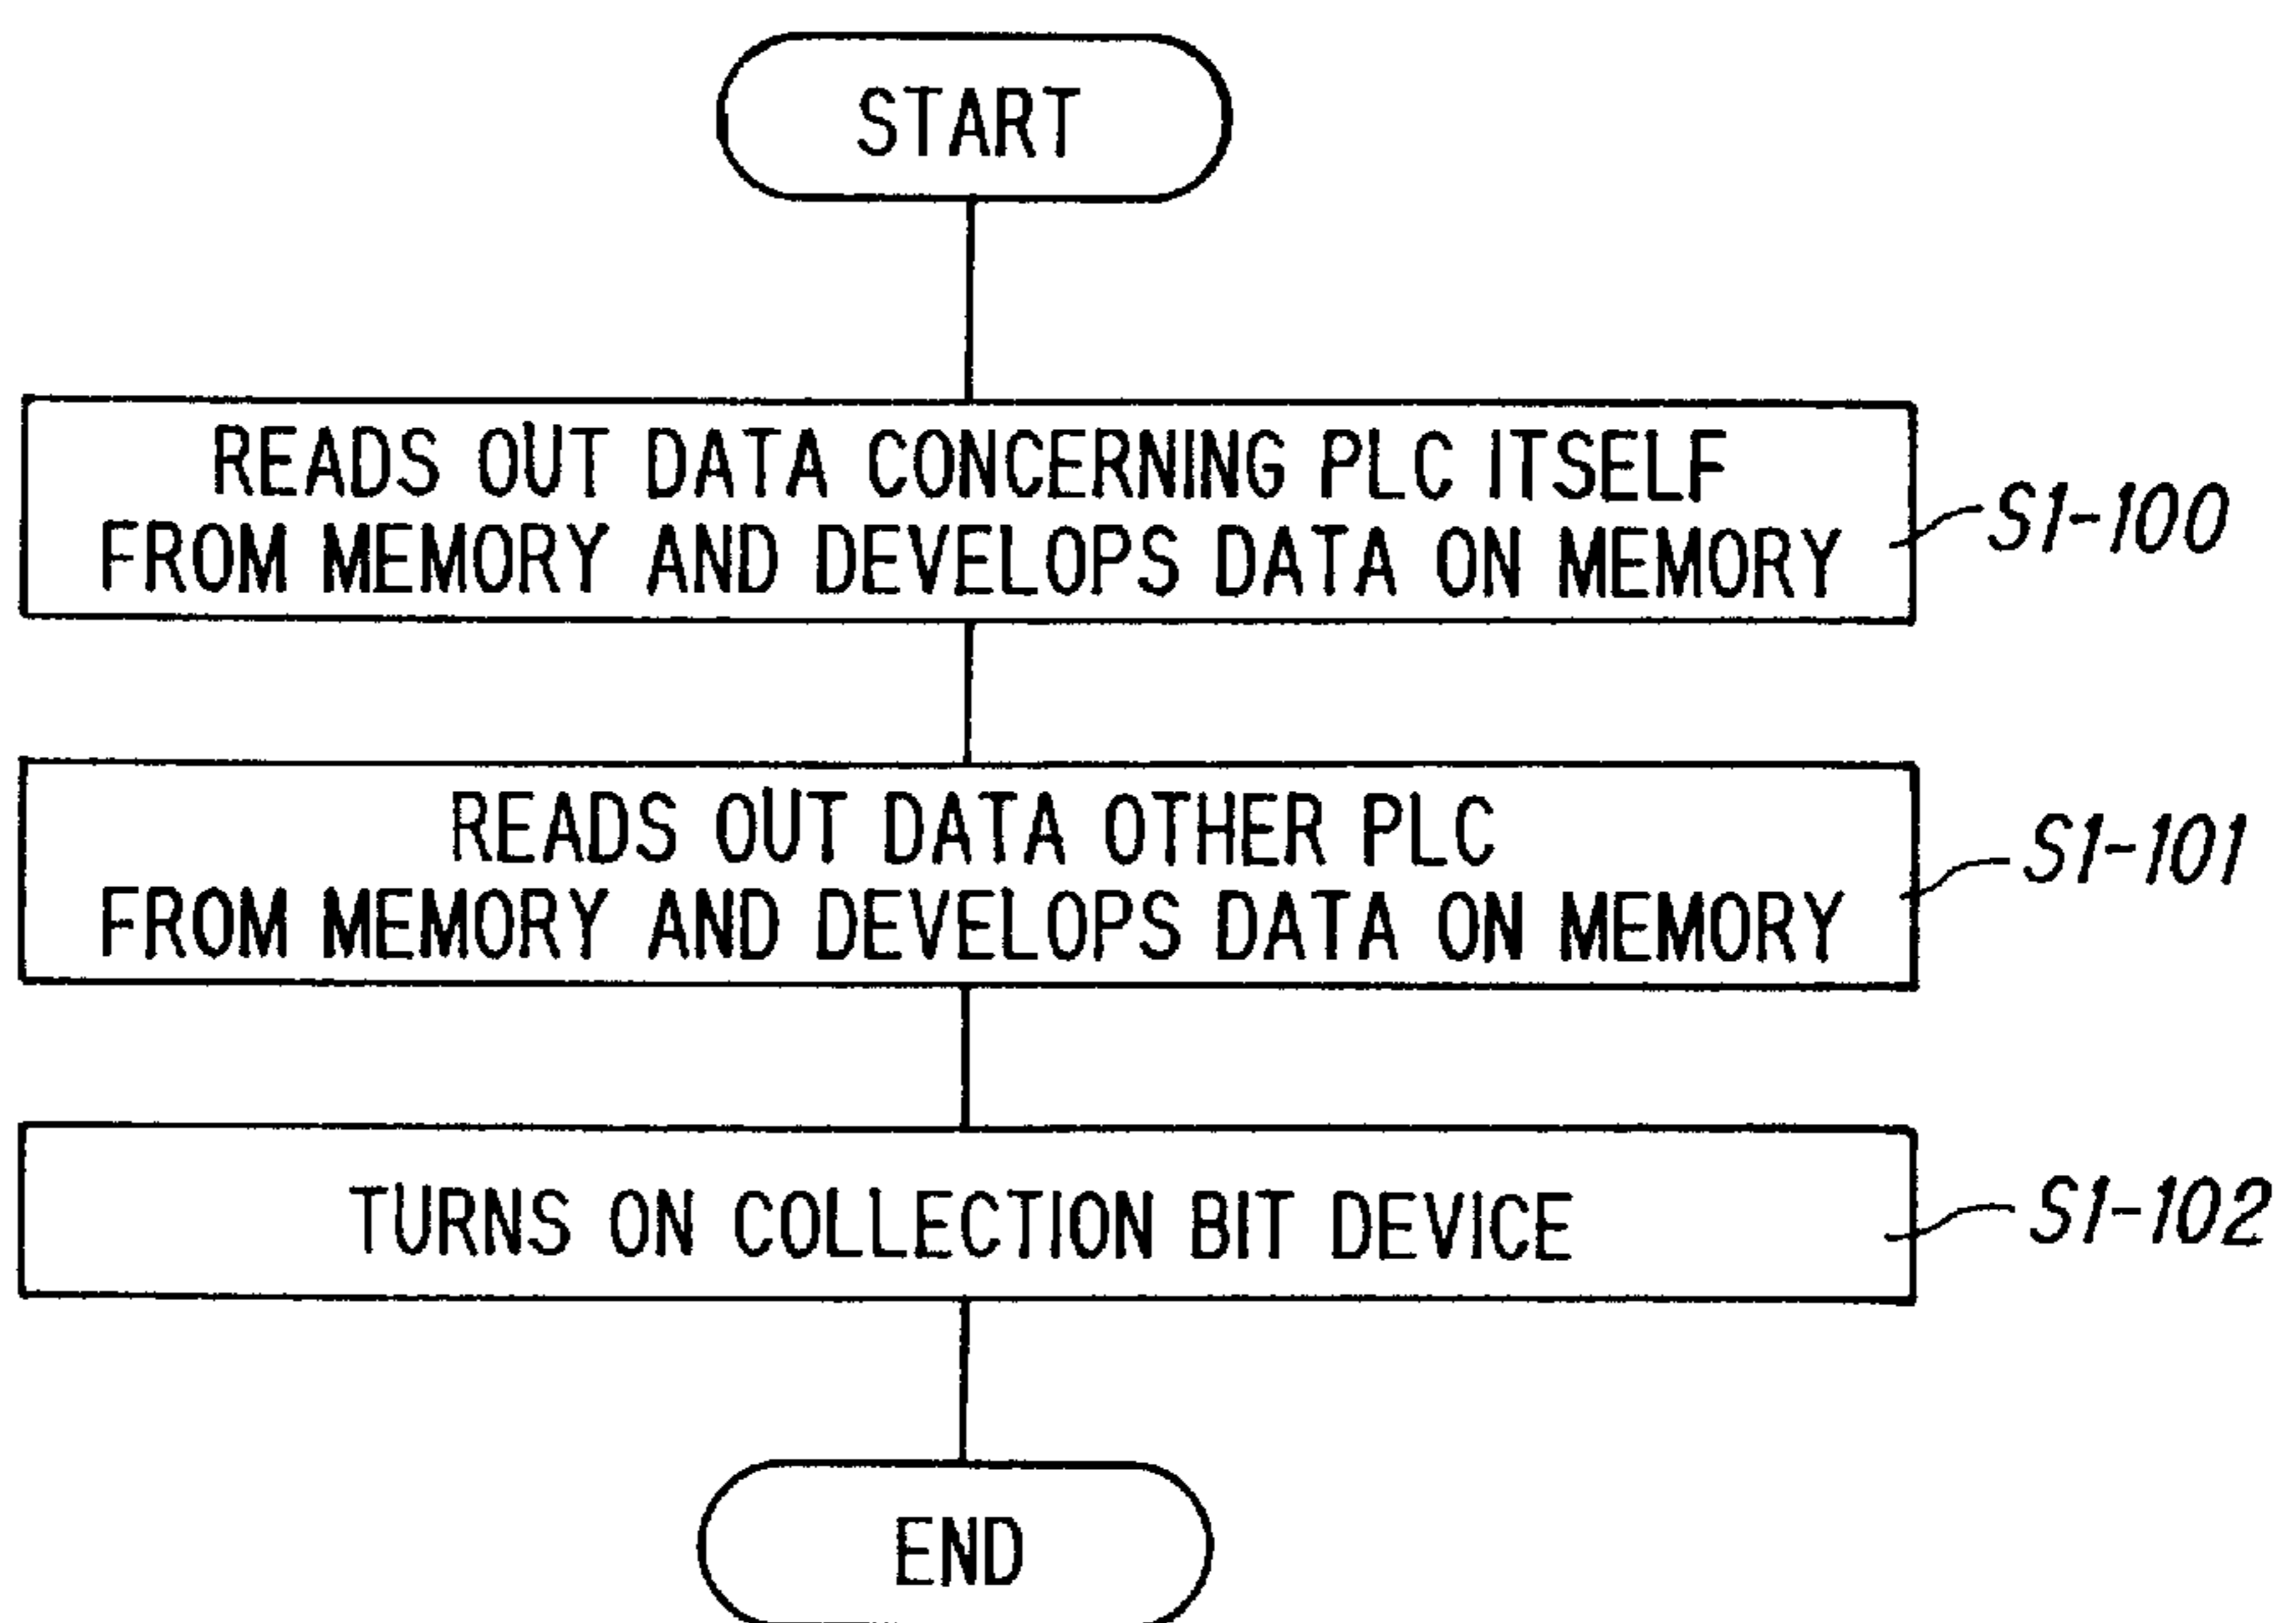 START
READS OUT DATA CONCERNING PLC ITSELF
FROM MEMORY AND DEVELOPS DATA ON MEMORY
S1-100
READS OUT DATA OTHER PLC
FROM MEMORY AND DEVELOPS DATA ON MEMORY
S1-101
TURNS ON COLLECTION BIT DEVICE
S1-102
END